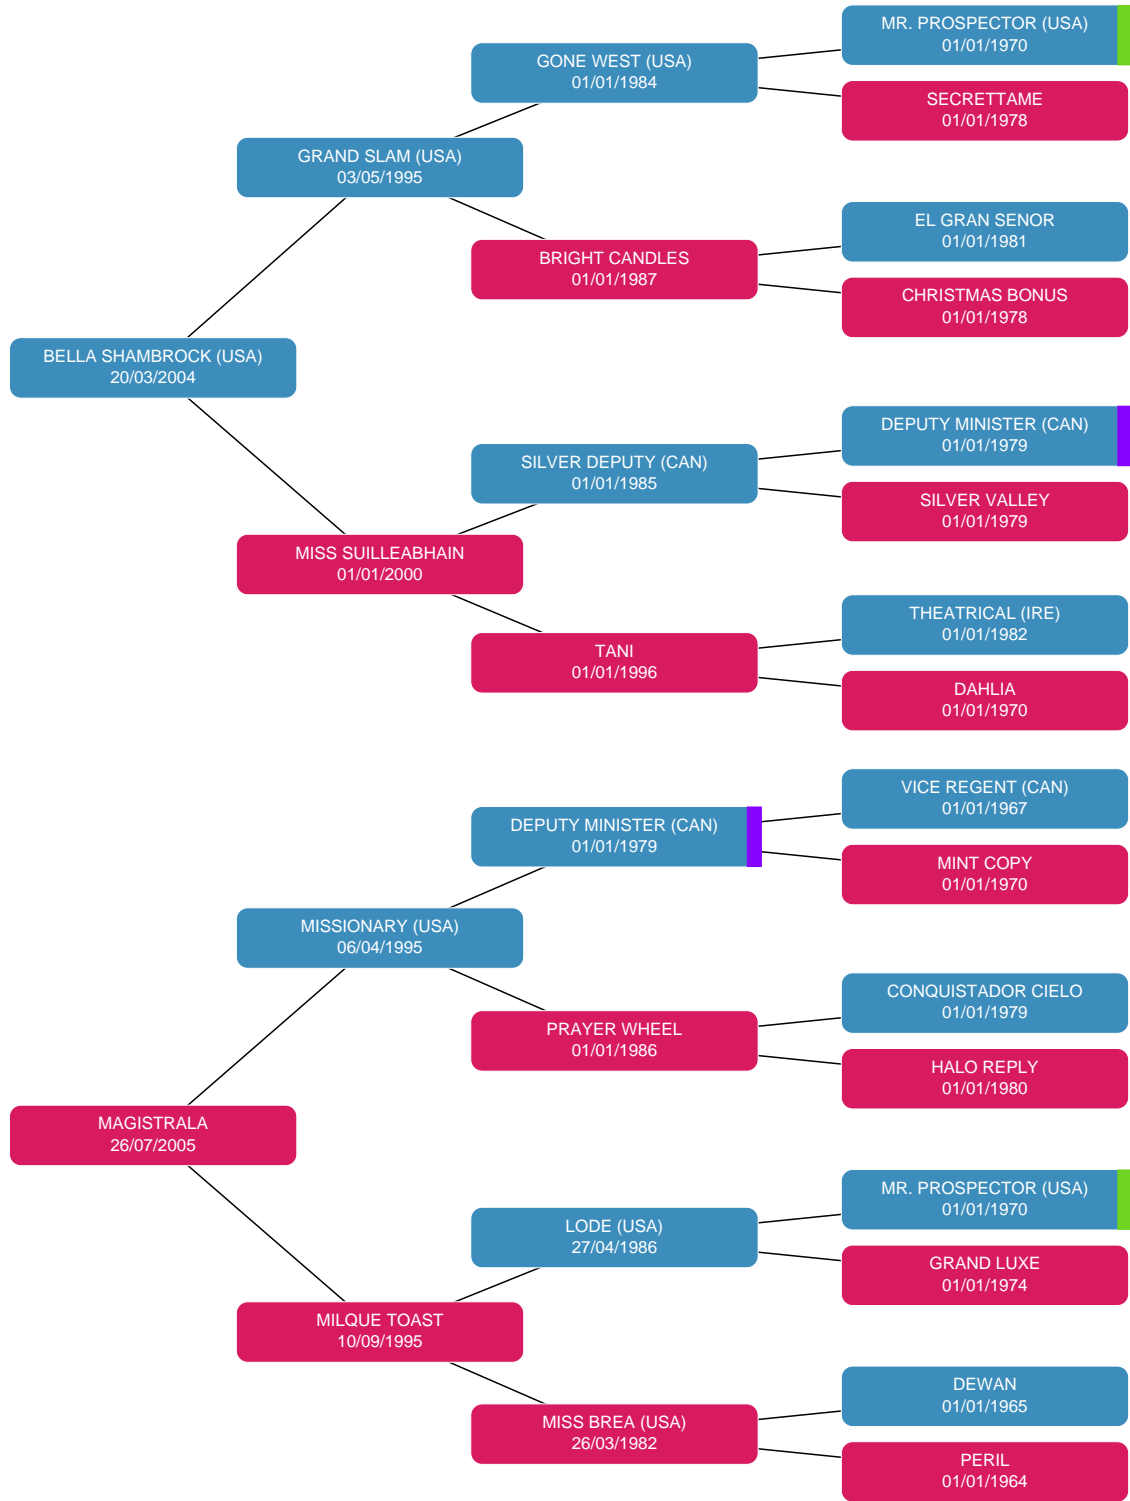 MR. PROSPECTOR (USA)
01/01/1970
GONE WEST (USA)
01/01/1984
SECRETTAME
01/01/1978
GRAND SLAM (USA)
03/05/1995
EL GRAN SENOR
01/01/1981
BRIGHT CANDLES
01/01/1987
CHRISTMAS BONUS
01/01/1978
BELLA SHAMBROCK (USA)
20/03/2004
DEPUTY MINISTER (CAN)
01/01/1979
SILVER DEPUTY (CAN)
01/01/1985
SILVER VALLEY
01/01/1979
MISS SUILLEABHAIN
01/01/2000
THEATRICAL (IRE)
01/01/1982
TANI
01/01/1996
DAHLIA
01/01/1970
VICE REGENT (CAN)
01/01/1967
DEPUTY MINISTER (CAN)
01/01/1979
MINT COPY
01/01/1970
MISSIONARY (USA)
06/04/1995
CONQUISTADOR CIELO
01/01/1979
PRAYER WHEEL
01/01/1986
HALO REPLY
01/01/1980
MAGISTRALA
26/07/2005
MR. PROSPECTOR (USA)
01/01/1970
LODE (USA)
27/04/1986
GRAND LUXE
01/01/1974
MILQUE TOAST
10/09/1995
DEWAN
01/01/1965
MISS BREA (USA)
26/03/1982
PERIL
01/01/1964